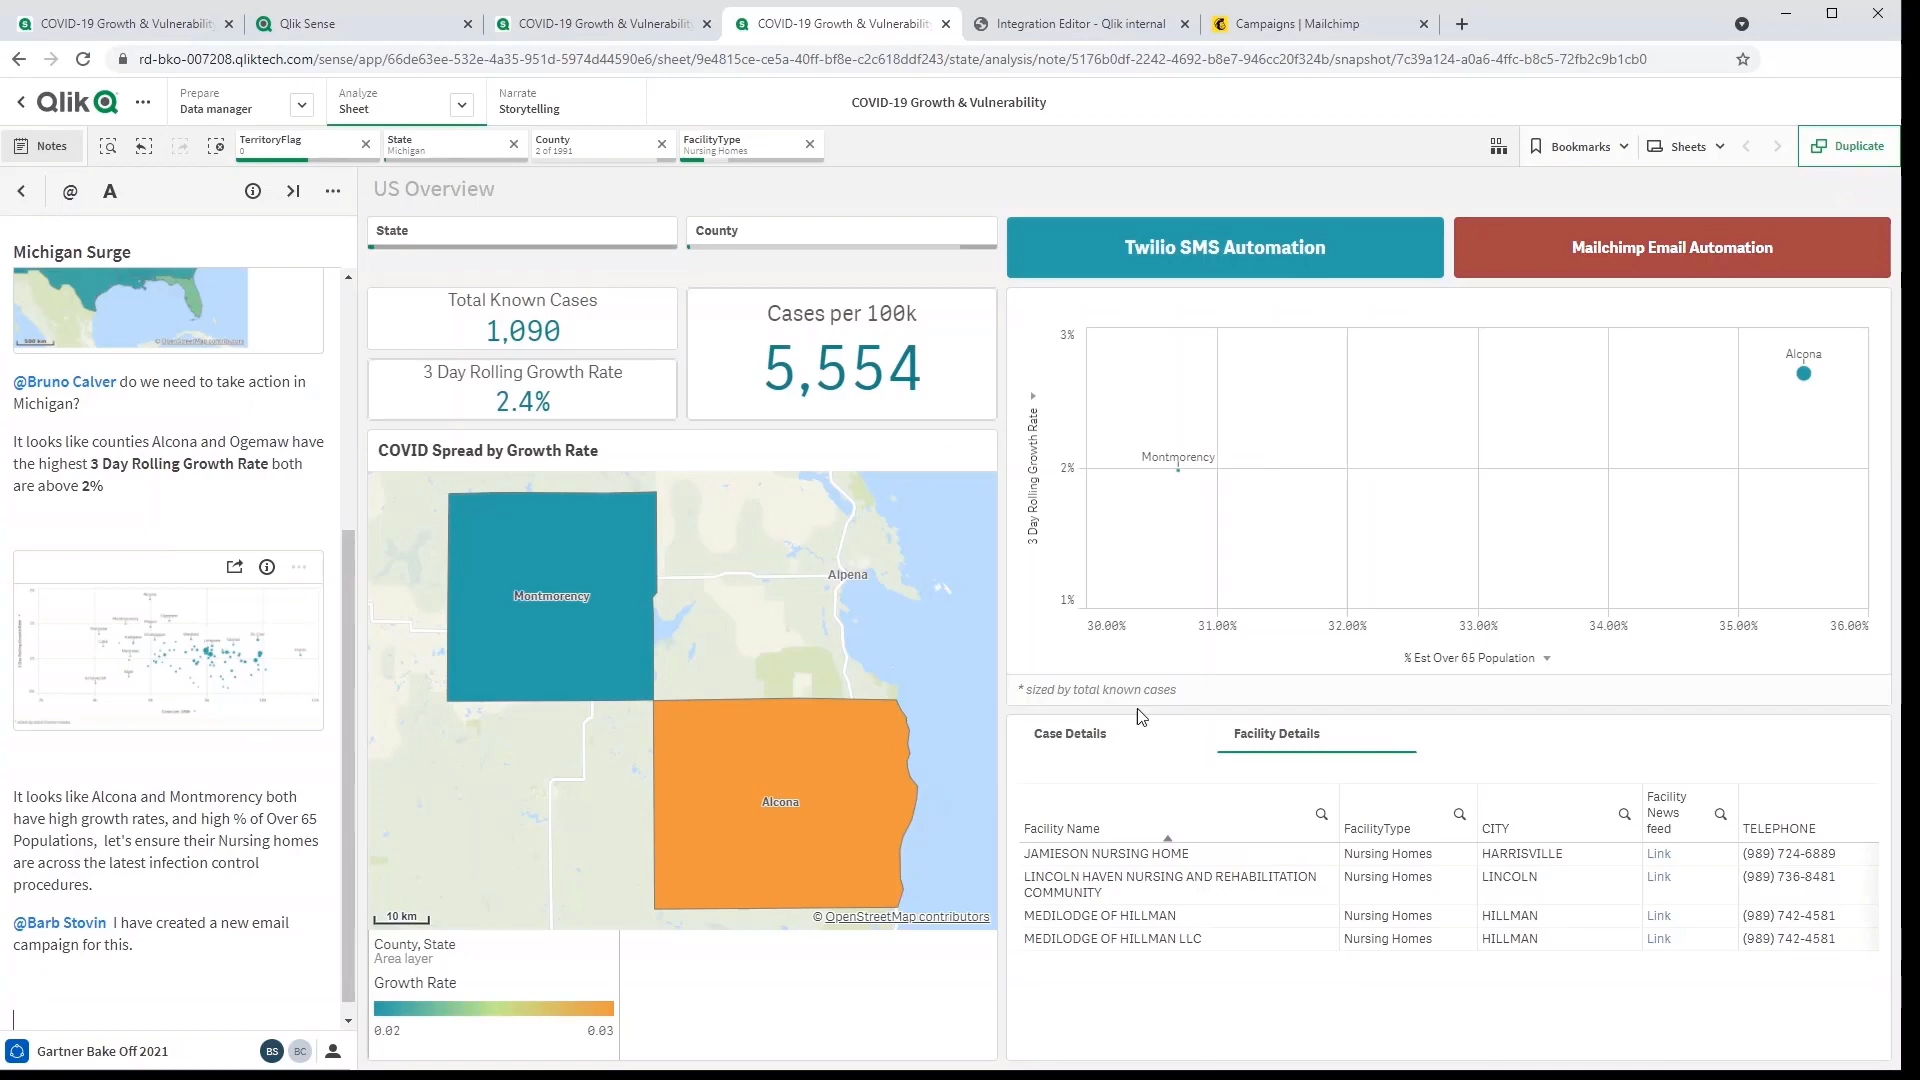 COVID-19 Growth & Vulnerability
Qlik Sense
COVID-19 Growth & Vulnerability
COVID-19 Growth & Vulnerability
Integration Editor - Qlik internal
Campaigns | Mailchimp
rd-bko-007208.qliktech.com/sense/app/66de63ee-532e-4a35-951d-5974d44590e6/sheet/9e4815ce-ce5a-40ff-bf8e-c2c618ddf243/state/analysis/note/5176b0df-2242-4692-b8e7-946cc20f324b/snapshot/7c39a124-a0a6-4ffc-b8c5-72fb2c9b1cb0
Qlik
Prepare
Data manager
Analyze
Sheet
Narrate
Storytelling
COVID-19 Growth & Vulnerability
Notes
TerritoryFlag
0
State
Michigan
County
2 of 1991
FacilityType
Nursing Homes
Bookmarks
Sheets
Duplicate
@ A
US Overview
Michigan Surge
500 km
© OpenStreetMap contributors
@Bruno Calver do we need to take action in
Michigan?
It looks like counties Alcona and Ogemaw have
the highest 3 Day Rolling Growth Rate both
are above 2%
It looks like Alcona and Montmorency both
have high growth rates, and high % of Over 65
Populations, let's ensure their Nursing homes
are across the latest infection control
procedures.
@Barb Stovin I have created a new email
campaign for this.
Gartner Bake Off 2021
BS
BC
State
County
Twilio SMS Automation
Mailchimp Email Automation
Total Known Cases
1,090
3 Day Rolling Growth Rate
2.4%
Cases per 100k
5,554
COVID Spread by Growth Rate
Montmorency
Alpena
Alcona
10 km
© OpenStreetMap contributors
County, State
Area layer
Growth Rate
0.02
0.03
3 Day Rolling Growth Rate
3%
2%
1%
Alcona
Montmorency
30.00%
31.00%
32.00%
33.00%
34.00%
35.00%
36.00%
% Est Over 65 Population
* sized by total known cases
Case Details
Facility Details
Facility Name
FacilityType
CITY
Facility
News
feed
TELEPHONE
JAMIESON NURSING HOME Nursing Homes HARRISVILLE Link (989) 724-6889
LINCOLN HAVEN NURSING AND REHABILITATION Nursing Homes LINCOLN Link (989) 736-8481
COMMUNITY
MEDILODGE OF HILLMAN Nursing Homes HILLMAN Link (989) 742-4581
MEDILODGE OF HILLMAN LLC Nursing Homes HILLMAN Link (989) 742-4581